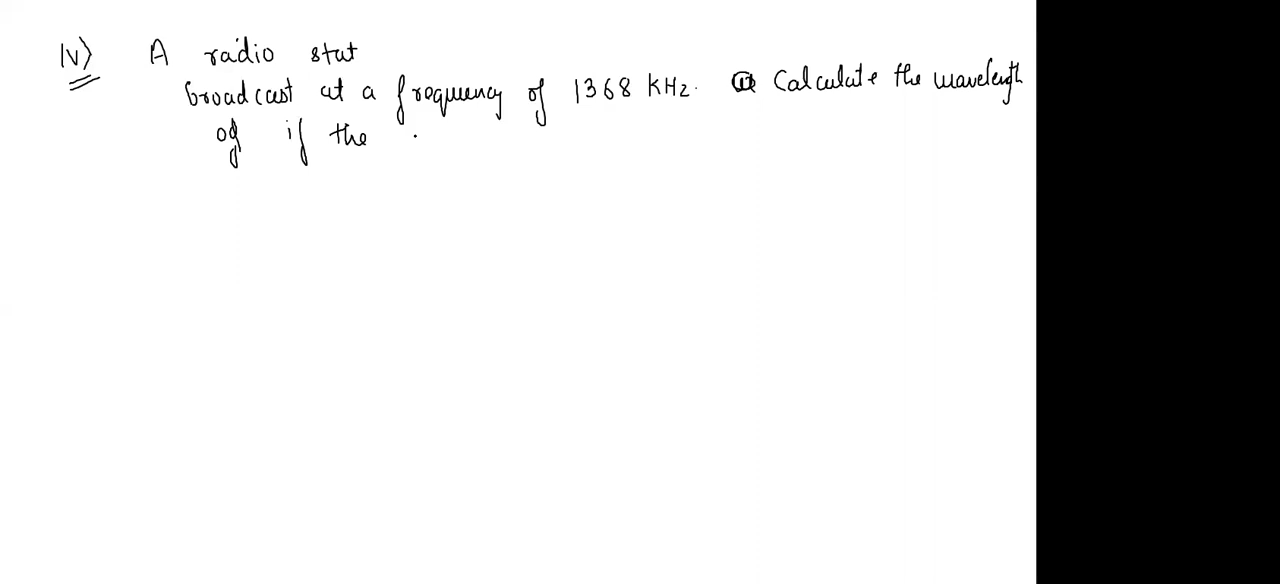 IV) A radio stat
broadcast at a frequency of 1368 KHz. Calculate the wavelength
of if the